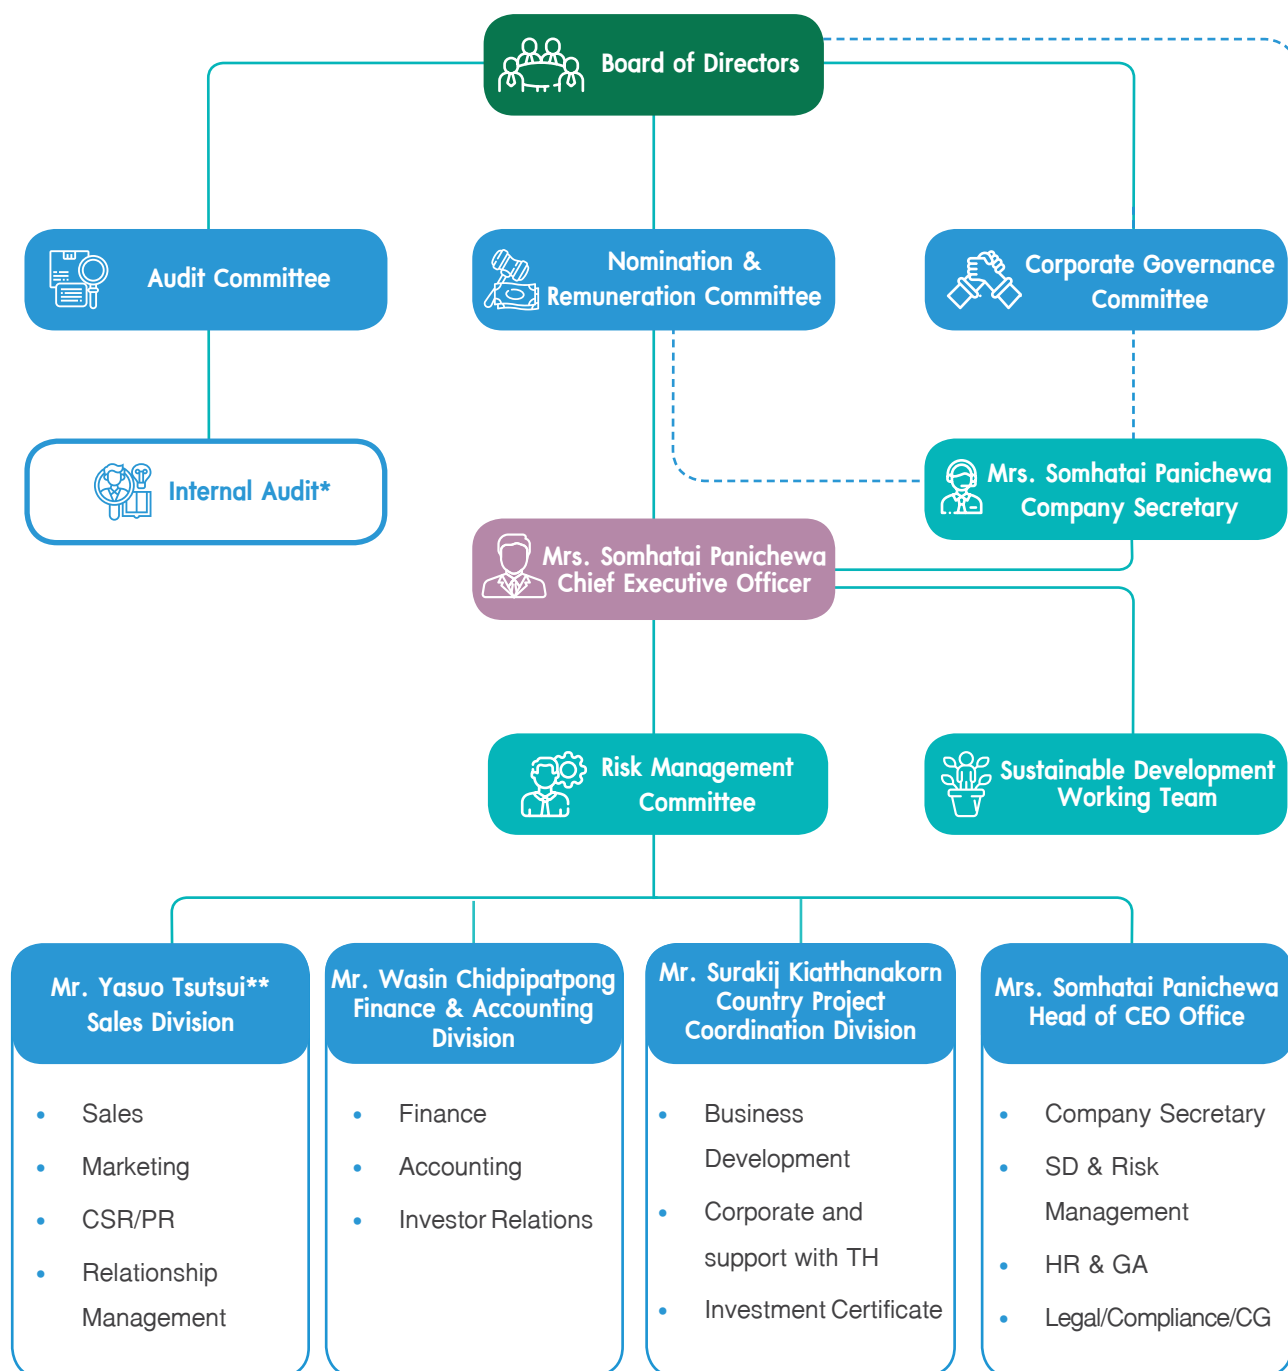 Board of Directors
Audit Committee
Nomination &
Remuneration Committee
Corporate Governance
Committee
Internal Audit*
Mrs. Somhatai Panichewa
Company Secretary
Mrs. Somhatai Panichewa
Chief Executive Officer
Risk Management
Committee
Sustainable Development
Working Team
Mr. Yasuo Tsutsui**
Sales Division
• Sales
• Marketing
• CSR/PR
• Relationship
Management
Mr. Wasin Chidpipatpong
Finance & Accounting
Division
• Finance
• Accounting
• Investor Relations
Mr. Surakij Kiatthanakorn
Country Project
Coordination Division
• Business
Development
• Corporate and
support with TH
• Investment Certificate
Mrs. Somhatai Panichewa
Head of CEO Office
• Company Secretary
• SD & Risk
Management
• HR & GA
• Legal/Compliance/CG